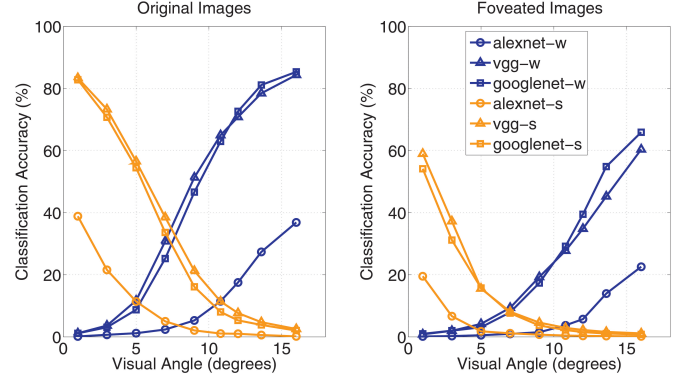 Original Images
Foveated Images
Classification Accuracy (%)
100
80
60
40
20
0
0
5
10
15
Visual Angle (degrees)
Classification Accuracy (%)
100
80
60
40
20
0
0
5
10
15
Visual Angle (degrees)
alexnet-w
vgg-w
googlenet-w
alexnet-s
vgg-s
googlenet-s